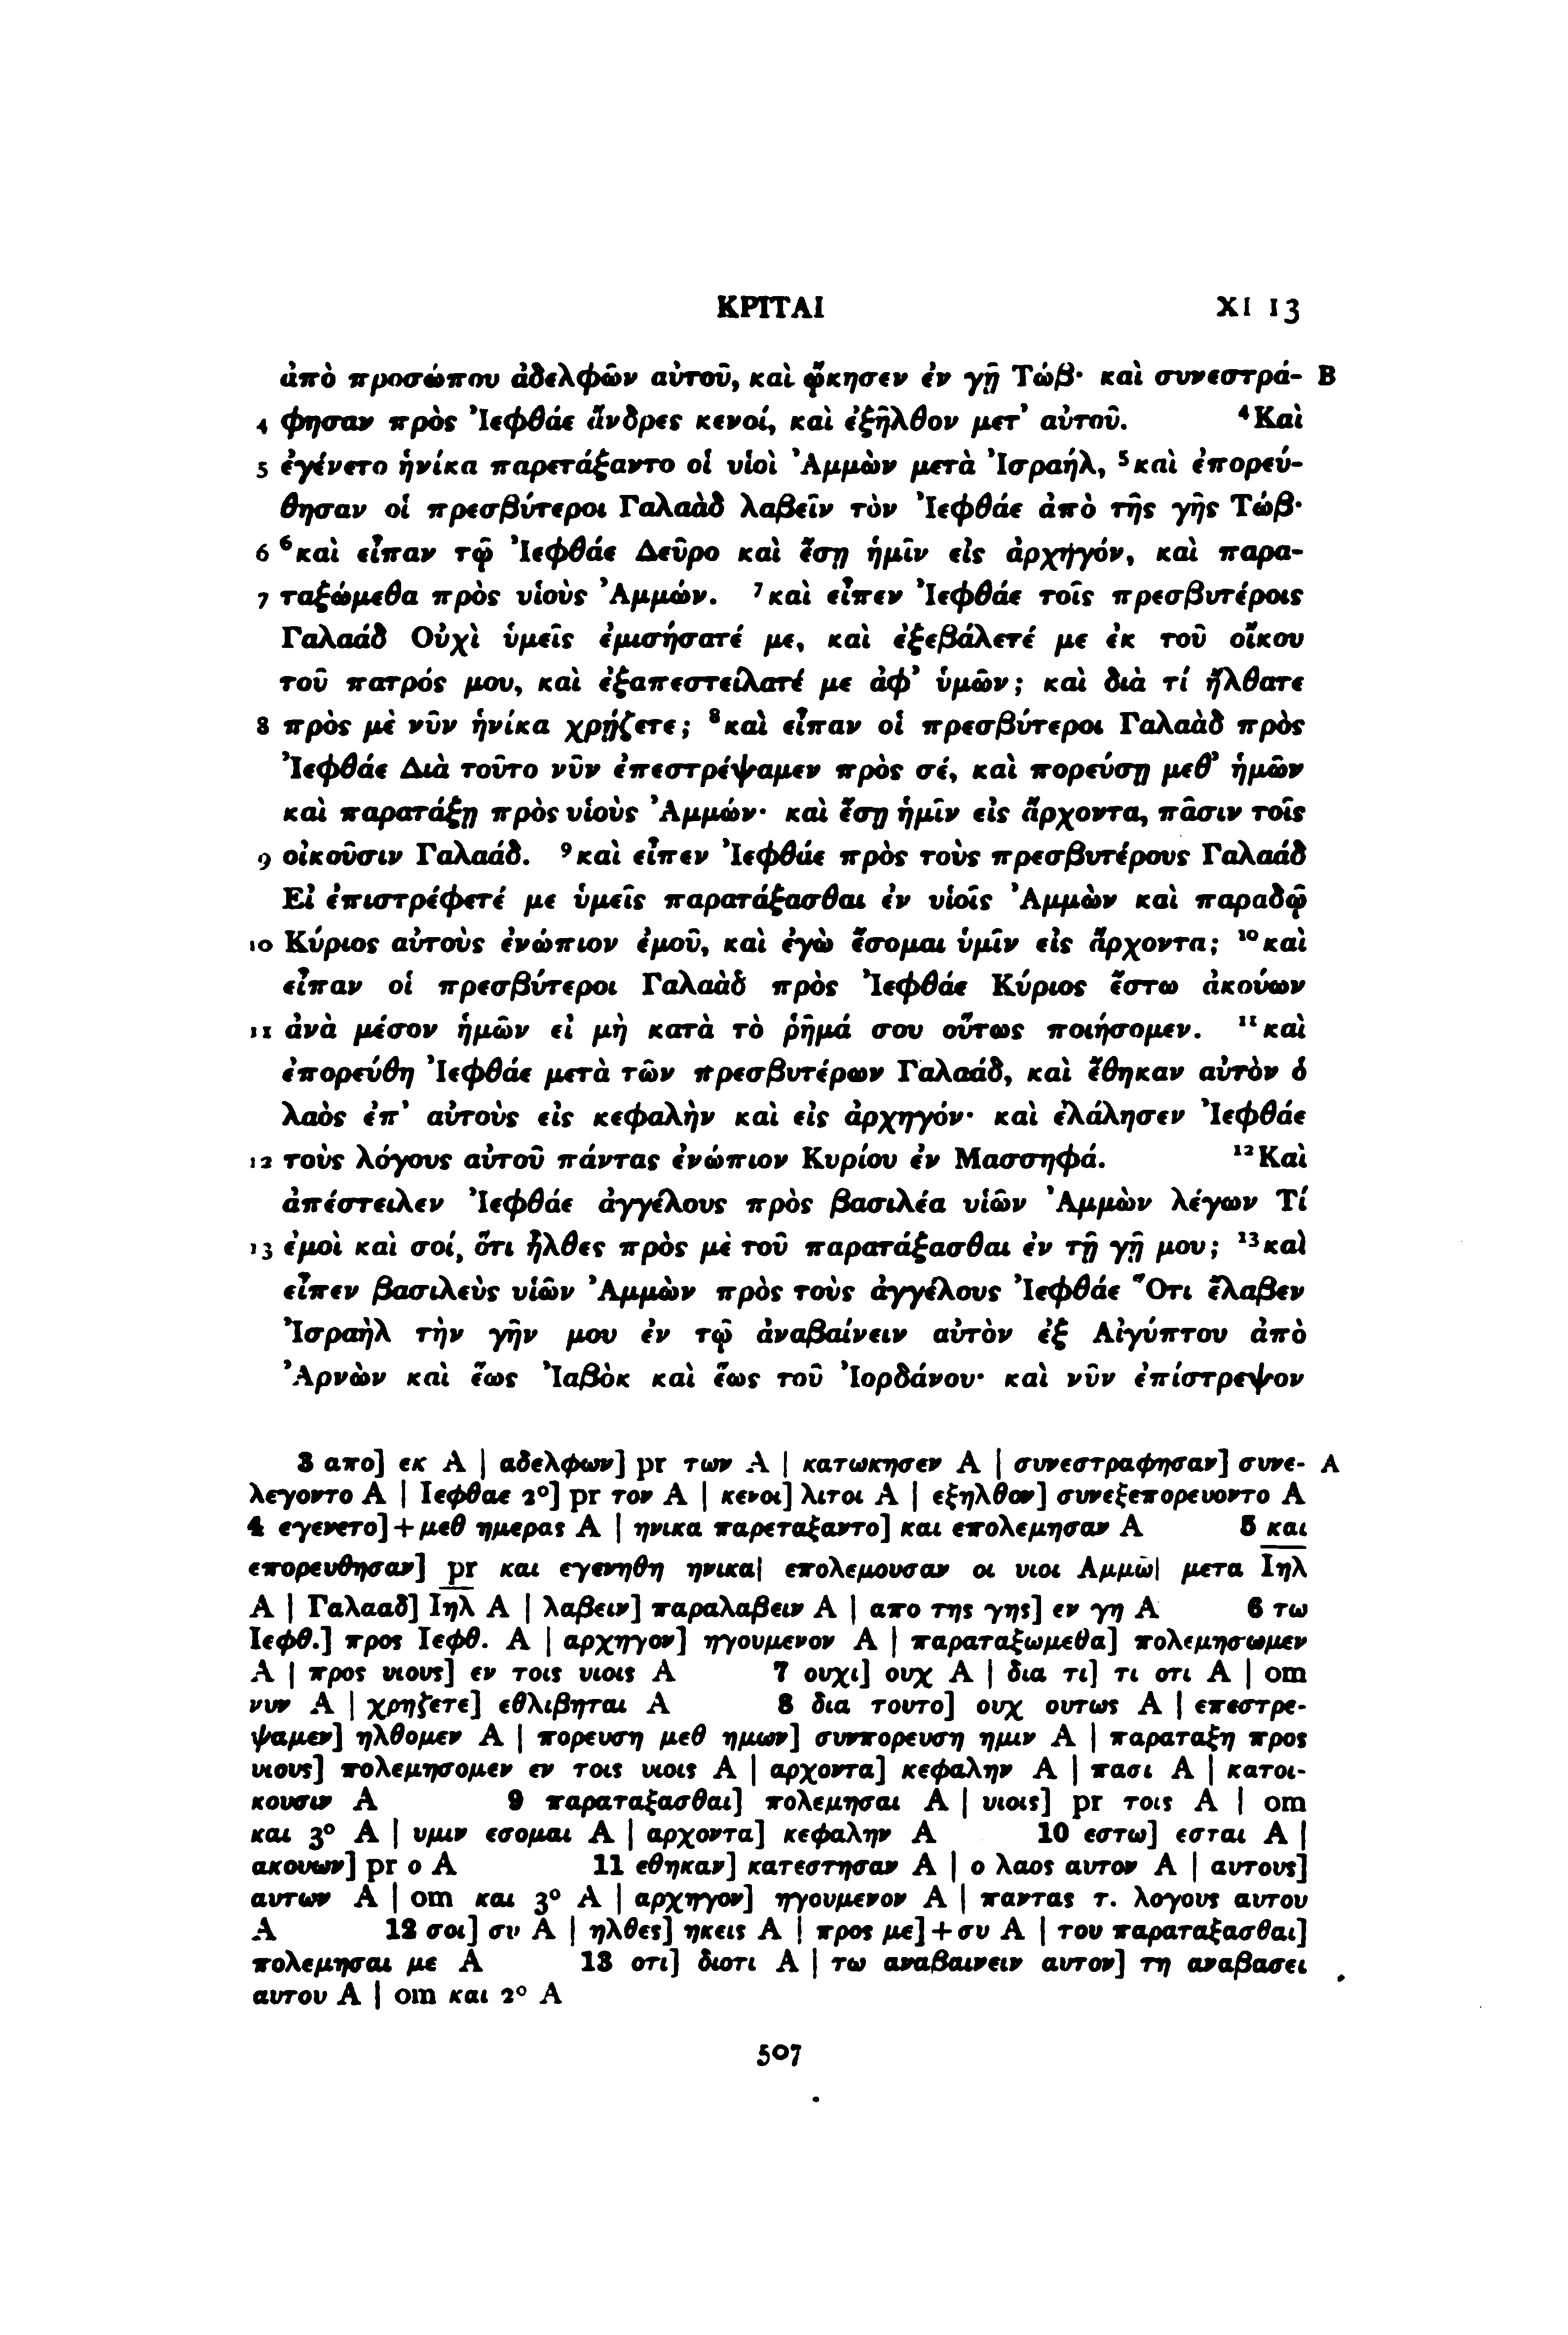 ΚΡΙΤΑΙ XI 13
ἀπὸ προσώπου ἀδελφῶν αὐτοῦ, καὶ ᾤκησεν ἐν γῇ Τώβ· καὶ συνεστρά- B
4 φησαν πρὸς Ἰεφθάε ἄνδρες κενοί, καὶ ἐξῆλθον μετ᾽ αὐτοῦ. ⁴Καὶ
5 ἐγένετο ἡνίκα παρετάξαντο οἱ υἱοὶ Ἀμμὼν μετὰ Ἰσραήλ, ⁵καὶ ἐπορεύ-
θησαν οἱ πρεσβύτεροι Γαλαὰδ λαβεῖν τὸν Ἰεφθάε ἀπὸ τῆς γῆς Τώβ·
6 ⁶καὶ εἶπαν τῷ Ἰεφθάε Δεῦρο καὶ ἔσῃ ἡμῖν εἰς ἀρχηγόν, καὶ παρα-
7 ταξώμεθα πρὸς υἱοὺς Ἀμμών. ⁷καὶ εἶπεν Ἰεφθάε τοῖς πρεσβυτέροις
Γαλαάδ Οὐχὶ ὑμεῖς ἐμισήσατέ με, καὶ ἐξεβάλετέ με ἐκ τοῦ οἴκου
τοῦ πατρός μου, καὶ ἐξαπεστείλατέ με ἀφ᾽ ὑμῶν; καὶ διὰ τί ἤλθατε
8 πρὸς μὲ νῦν ἡνίκα χρῄζετε; ⁸καὶ εἶπαν οἱ πρεσβύτεροι Γαλαὰδ πρὸς
Ἰεφθάε Διὰ τοῦτο νῦν ἐπεστρέψαμεν πρὸς σέ, καὶ πορεύσῃ μεθ᾽ ἡμῶν
καὶ παρατάξῃ πρὸς υἱοὺς Ἀμμών· καὶ ἔσῃ ἡμῖν εἰς ἄρχοντα, πᾶσιν τοῖς
9 οἰκοῦσιν Γαλαάδ. ⁹καὶ εἶπεν Ἰεφθάε πρὸς τοὺς πρεσβυτέρους Γαλαάδ
Εἰ ἐπιστρέφετέ με ὑμεῖς παρατάξασθαι ἐν υἱοῖς Ἀμμὼν καὶ παραδῷ
10 Κύριος αὐτοὺς ἐνώπιον ἐμοῦ, καὶ ἐγὼ ἔσομαι ὑμῖν εἰς ἄρχοντα; ¹⁰καὶ
εἶπαν οἱ πρεσβύτεροι Γαλαὰδ πρὸς Ἰεφθάε Κύριος ἔστω ἀκούων
11 ἀνὰ μέσον ἡμῶν εἰ μὴ κατὰ τὸ ῥῆμά σου οὕτως ποιήσομεν. ¹¹καὶ
ἐπορεύθη Ἰεφθάε μετὰ τῶν πρεσβυτέρων Γαλαάδ, καὶ ἔθηκαν αὐτὸν ὁ
λαὸς ἐπ᾽ αὐτοὺς εἰς κεφαλὴν καὶ εἰς ἀρχηγόν· καὶ ἐλάλησεν Ἰεφθάε
12 τοὺς λόγους αὐτοῦ πάντας ἐνώπιον Κυρίου ἐν Μασσηφά. ¹²Καὶ
ἀπέστειλεν Ἰεφθάε ἀγγέλους πρὸς βασιλέα υἱῶν Ἀμμὼν λέγων Τί
13 ἐμοὶ καὶ σοί, ὅτι ἦλθες πρὸς μὲ τοῦ παρατάξασθαι ἐν τῇ γῇ μου; ¹³καὶ
εἶπεν βασιλεὺς υἱῶν Ἀμμὼν πρὸς τοὺς ἀγγέλους Ἰεφθάε Ὅτι ἔλαβεν
Ἰσραὴλ τὴν γῆν μου ἐν τῷ ἀναβαίνειν αὐτὸν ἐξ Αἰγύπτου ἀπὸ
Ἀρνὼν καὶ ἕως Ἰαβὸκ καὶ ἕως τοῦ Ἰορδάνου· καὶ νῦν ἐπίστρεψον
3 απο] εκ A | αδελφων] pr των A | κατωκησεν A | συνεστραφησαν] συνε- A
λεγοντο A | Ιεφθαε 2°] pr τον A | κενοι] λιτοι A | εξηλθον] συνεξεπορευοντο A
4 εγενετο]+μεθ ημερας A | ηνικα παρεταξαντο] και επολεμησαν A 5 και
επορευθησαν] pr και εγενηθη ηνικα| επολεμουσαν οι υιοι Αμμω̄| μετα Ιη̅λ̅
A | Γαλααδ] Ιη̅λ̅ A | λαβειν] παραλαβειν A | απο της γης] εν γη A 6 τω
Ιεφθ.] προς Ιεφθ. A | αρχηγον] ηγουμενον A | παραταξωμεθα] πολεμησωμεν
A | προς υιους] εν τοις υιοις A 7 ουχι] ουχ A | δια τι] τι οτι A | om
νυν A | χρηζετε] εθλιβηται A 8 δια τουτο] ουχ ουτως A | επεστρε-
ψαμεν] ηλθομεν A | πορευση μεθ ημων] συνπορευση ημιν A | παραταξη προς
υιους] πολεμησομεν εν τοις υιοις A | αρχοντα] κεφαλην A | πασι A | κατοι-
κουσιν A 9 παραταξασθαι] πολεμησαι A | υιοις] pr τοις A | om
και 3° A | υμιν εσομαι A | αρχοντα] κεφαλην A 10 εστω] εσται A |
ακουων] pr ο A 11 εθηκαν] κατεστησαν A | ο λαος αυτον A | αυτους]
αυτων A | om και 3° A | αρχηγον] ηγουμενον A | παντας τ. λογους αυτου
A 12 σοι] συ A | ηλθες] ηκεις A | προς με]+συ A | του παραταξασθαι]
πολεμησαι με A 13 οτι] διοτι A | τω αναβαινειν αυτον] τη αναβασει
αυτου A | om και 2° A
507